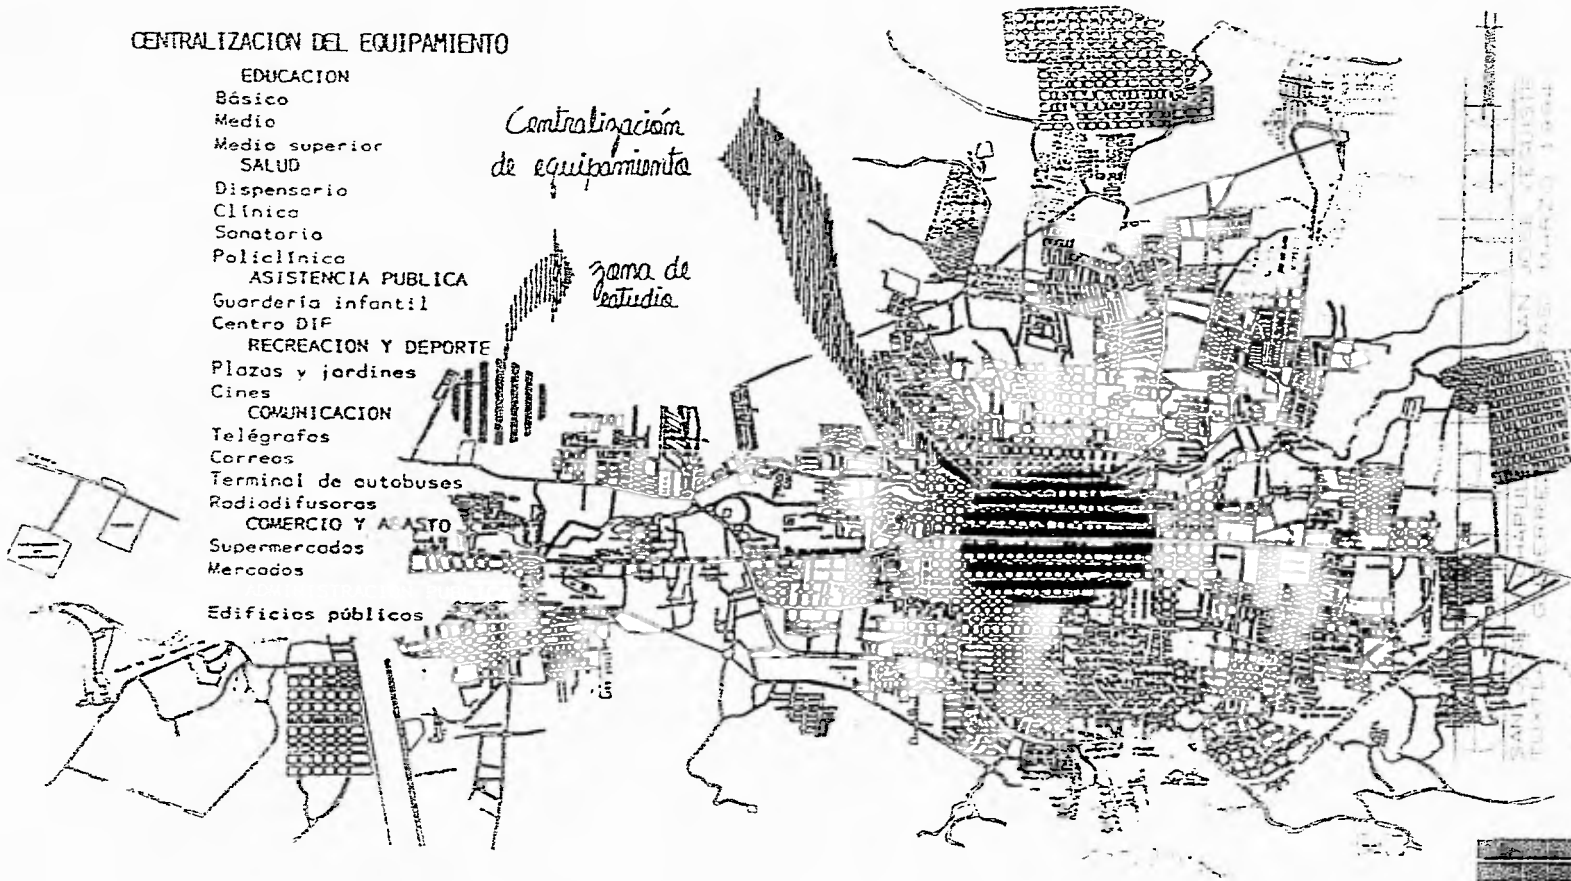 CENTRALIZACION DEL EQUIPAMIENTO
EDUCACION
Básico
Medio
Medio superior
SALUD
Dispensario
Clínica
Sanatorio
Policlínica
ASISTENCIA PUBLICA
Guardería infantil
Centro DIF
RECREACION Y DEPORTE
Plazas y jardines
Cines
COMUNICACION
Telégrafos
Correos
Terminal de autobuses
Radiodifusoras
COMERCIO Y ABASTO
Supermercados
Mercados
Edificios públicos
Centralización
de equipamiento
zona de
estudio